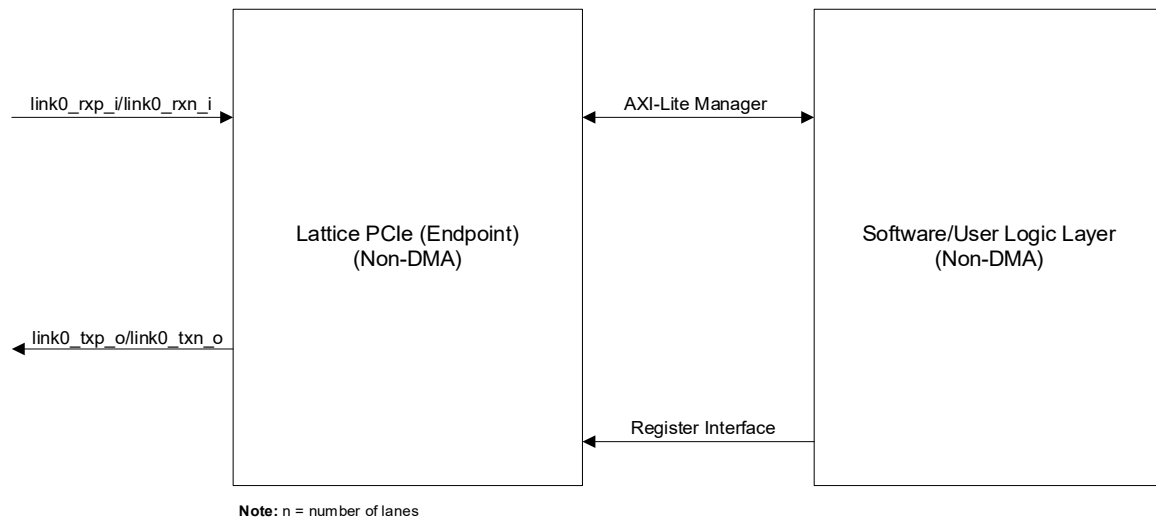 link0_rxp_i/link0_rxn_i
AXI-Lite Manager
Lattice PCIe (Endpoint)
(Non-DMA)
Software/User Logic Layer
(Non-DMA)
link0_txp_o/link0_txn_o
Register Interface
Note: n = number of lanes